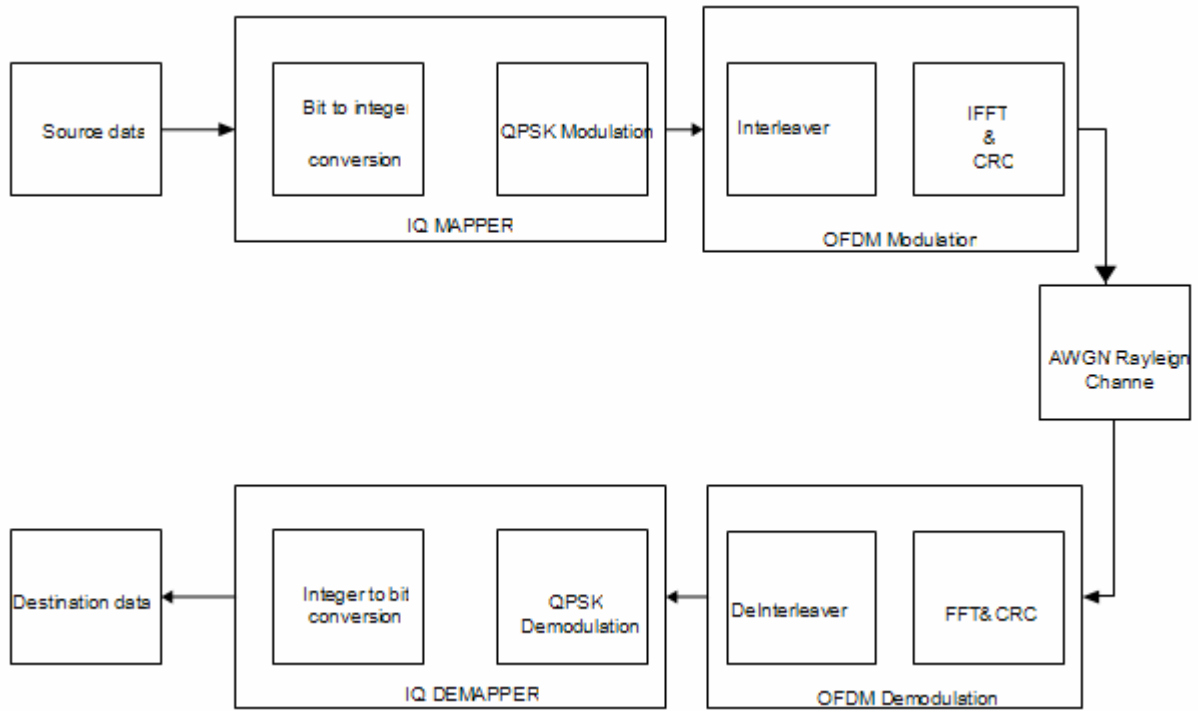 Source data
Bit to integer
conversion
QPSK Modulation
IQ MAPPER
Interleaver
IFFT
&
CRC
OFDM Modulation
AWGN Rayleign
Channe
FFT& CRC
DeInterleaver
OFDM Demodulation
QPSK
Demodulation
Integer to bit
conversion
IQ DEMAPPER
Destination data